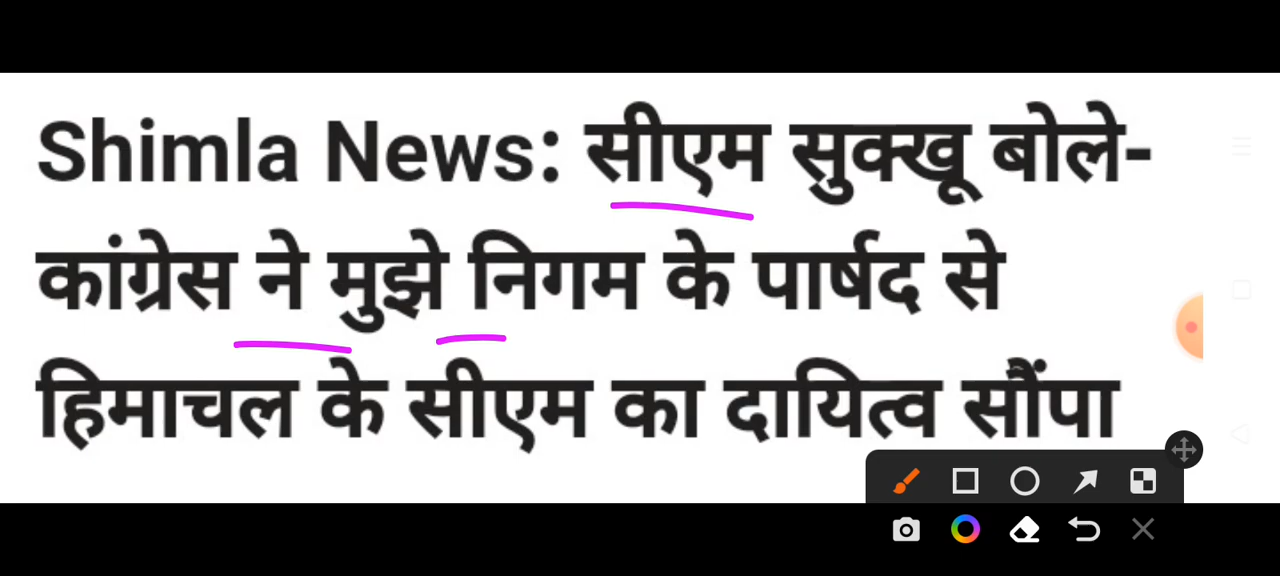 Shimla News: सीएम सुक्खू बोले-
कांग्रेस ने मुझे निगम के पार्षद से
हिमाचल के सीएम का दायित्व सौंपा